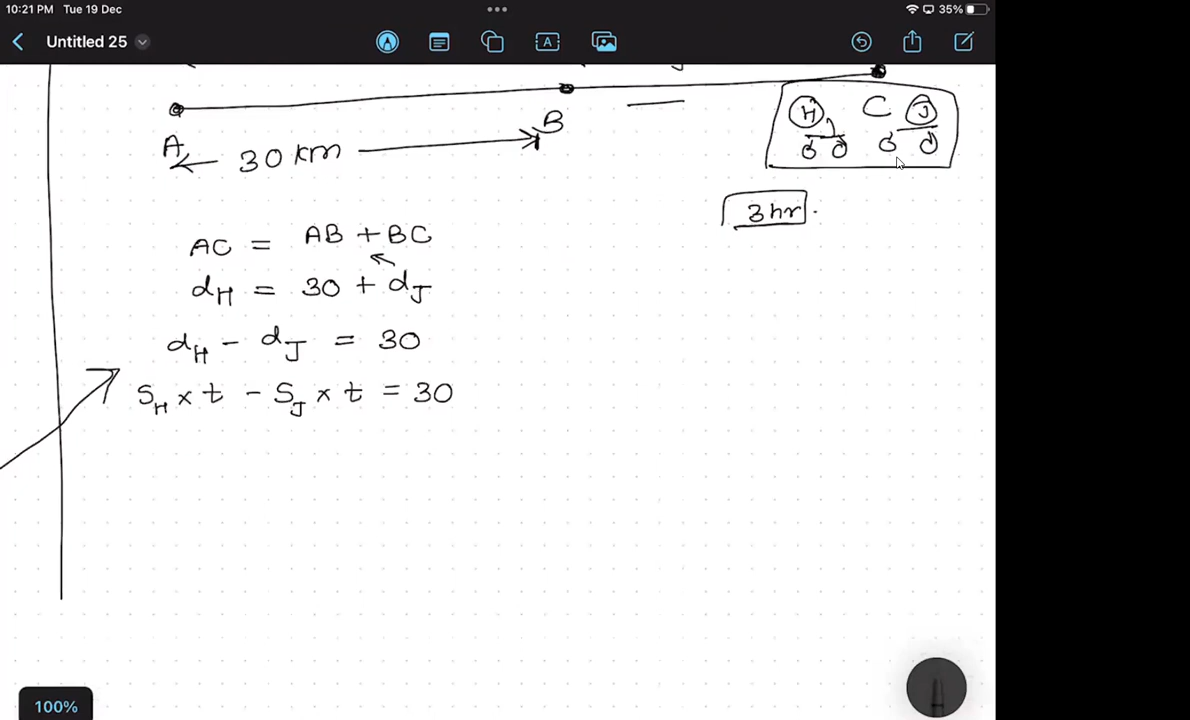 10:21 PM Tue 19 Dec
35%
Untitled 25
A
A
B
30 km
H C J
3 hr.
AC = AB + BC
dH = 30 + dJ
dH - dJ = 30
SH × t - SJ × t = 30
100%